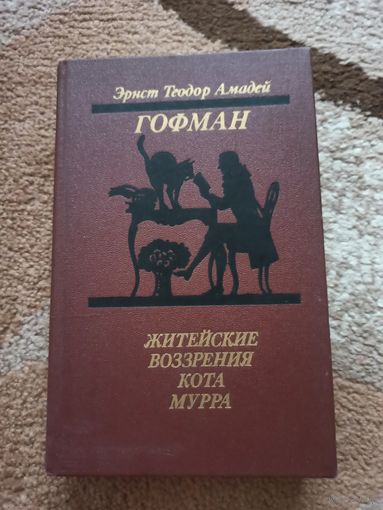 Эрнст Теодор Амадей
ГОФМАН
ЖИТЕЙСКИЕ
ВОЗЗРЕНИЯ
КОТА
МУРРА